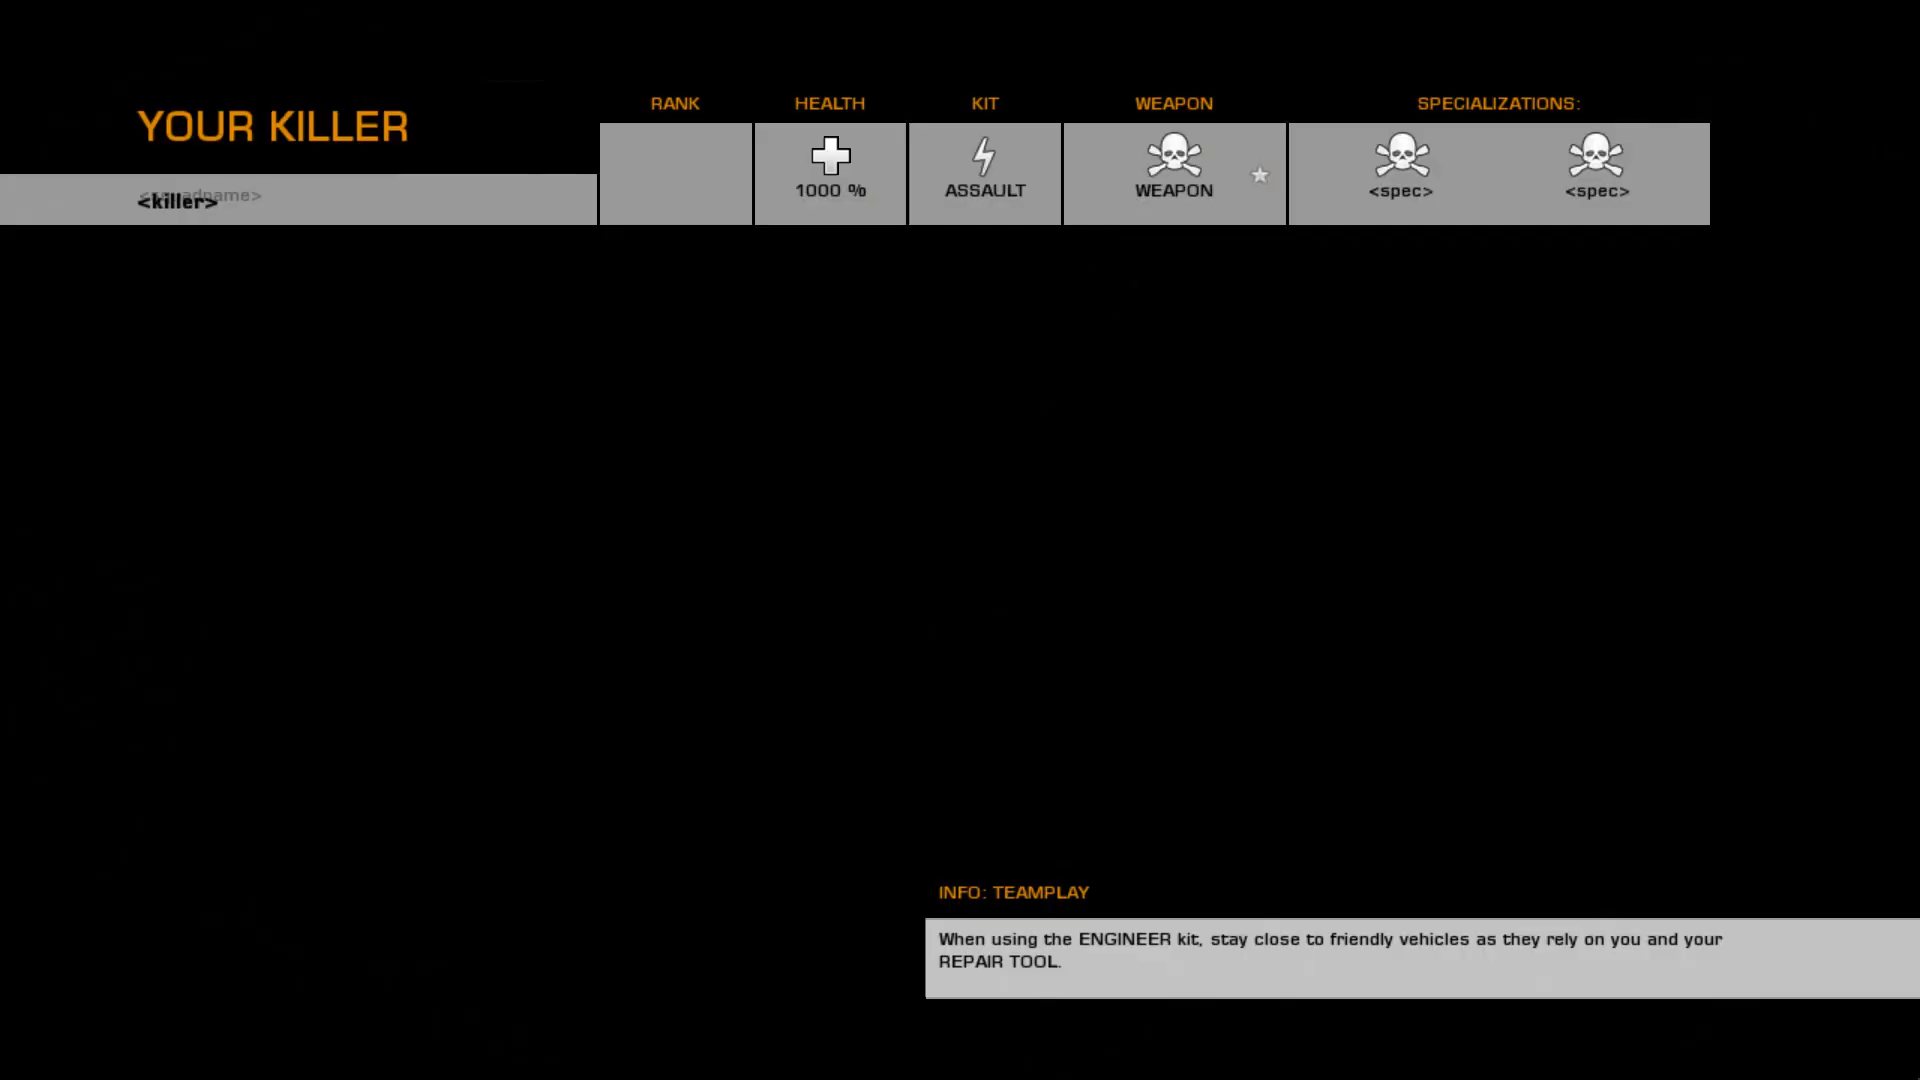 YOUR KILLER
<squadname>
<killer>
RANK
HEALTH
KIT
WEAPON
SPECIALIZATIONS:
1000 %
ASSAULT
WEAPON
<spec>
<spec>
INFO: TEAMPLAY
When using the ENGINEER kit, stay close to friendly vehicles as they rely on you and your
REPAIR TOOL.